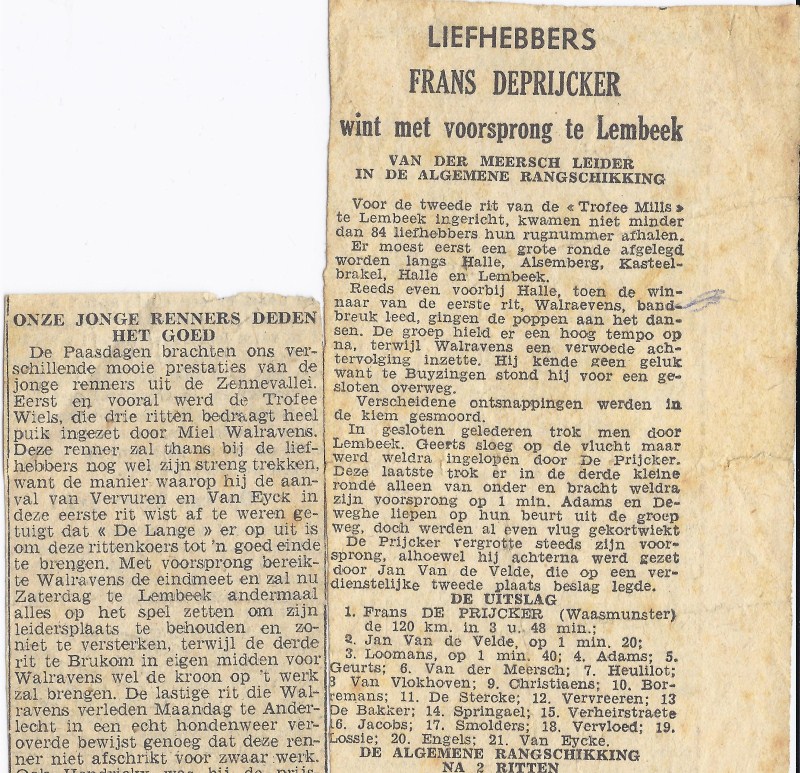 ONZE JONGE RENNERS DEDEN
HET GOED
De Paasdagen brachten ons ver-
schillende mooie prestaties van de
jonge renners uit de Zennevallei.
Eerst en vooral werd de Trofee
Wiels, die drie ritten bedraagt heel
puik ingezet door Miel Walravens.
Deze renner zal thans bij de lief-
hebbers nog wel zijn streng trekken,
want de manier waarop hij de aan-
val van Vervuren en Van Eyck in
deze eerste rit wist af te weren ge-
tuigt dat « De Lange » er op uit is
om deze rittenkoers tot 'n goed einde
te brengen. Met voorsprong bereik-
te Walravens de eindmeet en zal nu
Zaterdag te Lembeek andermaal
alles op het spel zetten om zijn
leidersplaats te behouden en zo-
niet te versterken, terwijl de derde
rit te Brukom in eigen midden voor
Walravens wel de kroon op 't werk
zal brengen. De lastige rit die Wal-
ravens verleden Maandag te Ander-
lecht in een echt hondenweer ver-
overde bewijst genoeg dat deze ren-
ner niet afschrikt voor zwaar werk.
Ook Hendrickx was bij de prijs-
LIEFHEBBERS
FRANS DEPRIJCKER
wint met voorsprong te Lembeek
VAN DER MEERSCH LEIDER
IN DE ALGEMENE RANGSCHIKKING
Voor de tweede rit van de « Trofee Mills »
te Lembeek ingericht, kwamen niet minder
dan 84 liefhebbers hun rugnummer afhalen.
Er moest eerst een grote ronde afgelegd
worden langs Halle, Alsemberg, Kasteel-
brakel, Halle en Lembeek.
Reeds even voorbij Halle, toen de win-
naar van de eerste rit, Walraevens, band-
breuk leed, gingen de poppen aan het dan-
sen. De groep hield er een hoog tempo op
na, terwijl Walravens een verwoede ach-
tervolging inzette. Hij kende geen geluk
want te Buyzingen stond hij voor een ge-
sloten overweg.
Verscheidene ontsnappingen werden in
de kiem gesmoord.
In gesloten gelederen trok men door
Lembeek. Geerts sloeg op de vlucht maar
werd weldra ingelopen door De Prijcker.
Deze laatste trok er in de derde kleine
ronde alleen van onder en bracht weldra
zijn voorsprong op 1 min. Adams en De-
weghe liepen op hun beurt uit de groep
weg, doch werden al even vlug gekortwiekt
De Prijcker vergrotte steeds zijn voor-
sprong, alhoewel hij achterna werd gezet
door Jan Van de Velde, die op een ver-
dienstelijke tweede plaats beslag legde.
DE UITSLAG
1. Frans DE PRIJCKER (Waasmunster)
de 120 km. in 3 u. 48 min.;
2. Jan Van de Velde, op 1 min. 20;
3. Loomans, op 1 min. 40; 4. Adams; 5.
Geurts; 6. Van der Meersch; 7. Heulilot;
8 Van Vlokhoven; 9. Christiaens; 10. Bor-
remans; 11. De Stercke; 12. Vervreeren; 13
De Bakker; 14. Springael; 15. Verheirstraete
16. Jacobs; 17. Smolders; 18. Vervloed; 19.
Lossie; 20. Engels; 21. Van Eycke.
DE ALGEMENE RANGSCHIKKING
NA 2 RITTEN